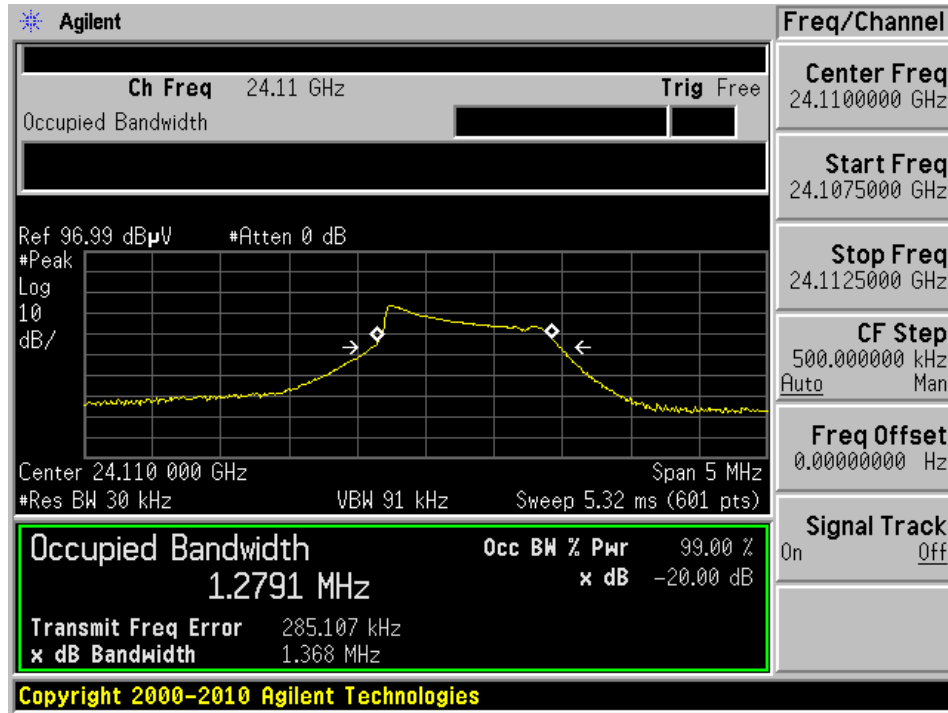 Agilent
Freq/Channel
Ch Freq 24.11 GHz Trig Free
Occupied Bandwidth
Center Freq
24.1100000 GHz
Start Freq
24.1075000 GHz
Stop Freq
24.1125000 GHz
CF Step
500.000000 kHz
Auto Man
Freq Offset
0.00000000 Hz
Signal Track
On Off
Ref 96.99 dBµV #Atten 0 dB
#Peak
Log
10
dB/
Center 24.110 000 GHz Span 5 MHz
#Res BW 30 kHz VBW 91 kHz Sweep 5.32 ms (601 pts)
Occupied Bandwidth
1.2791 MHz
Occ BW % Pwr 99.00 %
x dB -20.00 dB
Transmit Freq Error 285.107 kHz
x dB Bandwidth 1.368 MHz
Copyright 2000-2010 Agilent Technologies